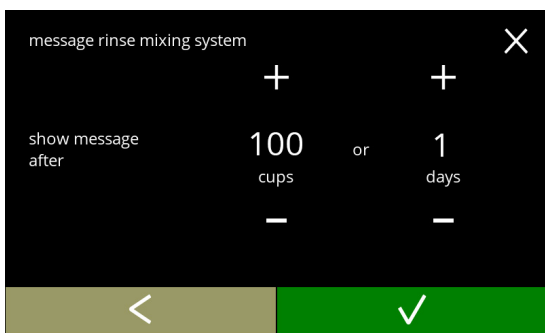 message rinse mixing system
show message
after
100
cups
or
1
days